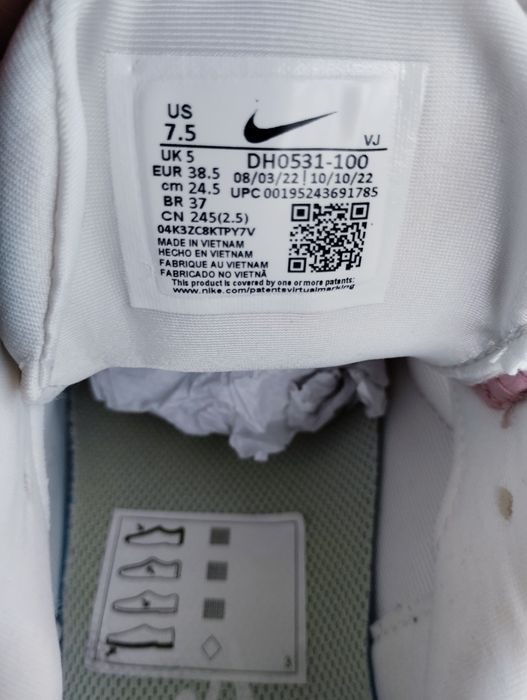 US
7.5
VJ
UK 5
DH0531-100
EUR 38.5
08/03/22 | 10/10/22
cm 24.5
UPC 00195243691785
BR 37
CN 245(2.5)
04K3ZC8KTPY7V
MADE IN VIETNAM
HECHO EN VIETNAM
FABRIQUE AU VIETNAM
FABRICADO NO VIETNÃ
This product is covered by one or more patents:
www.nike.com/patentsvirtualmarking